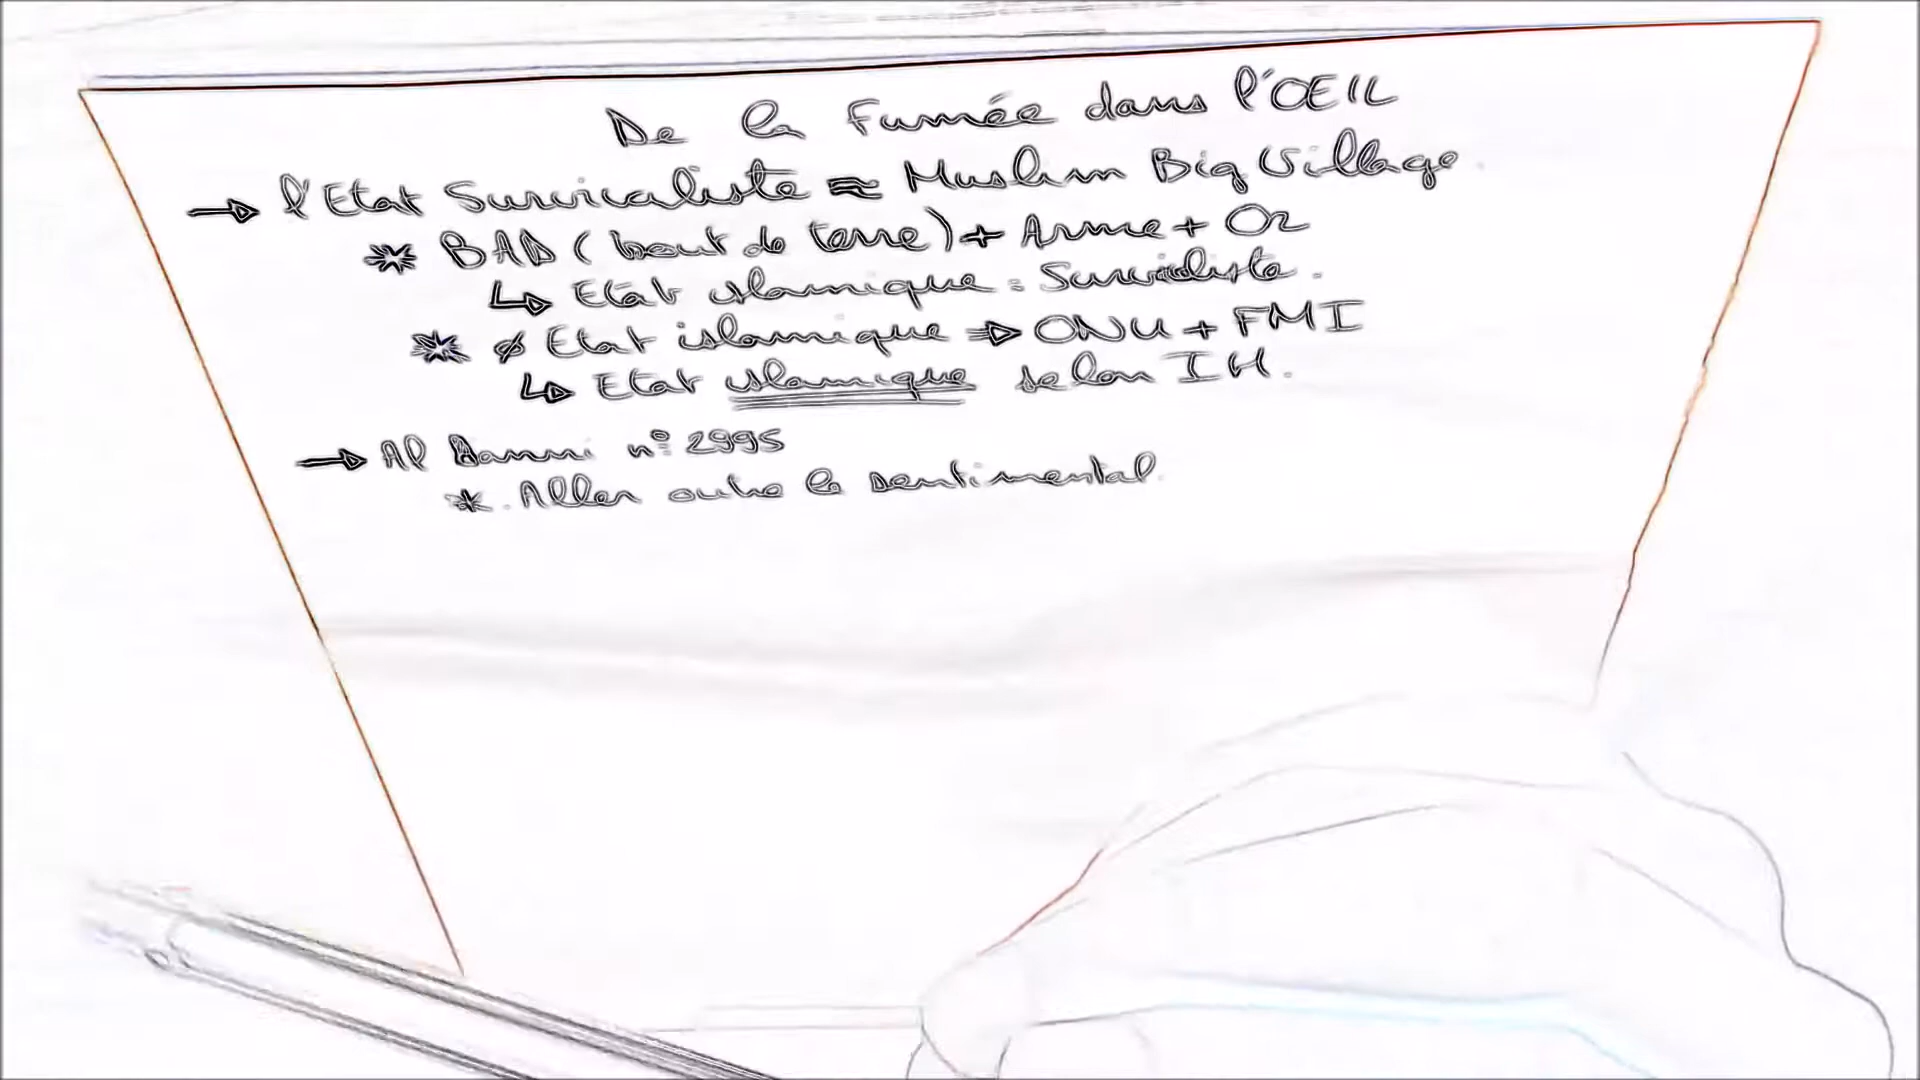 De la Fumée dans l'OEIL
→ l'Etat Survivaliste ≈ Muslim Big Village.
* BAD (bout de terre) + Arme + Or
↳ Etat islamique = Survivaliste.
* ø Etat islamique ⇒ ONU + FMI
↳ Etat islamique selon IH.
→ Al Banni n° 2995
* . Aller outre le sentimental.